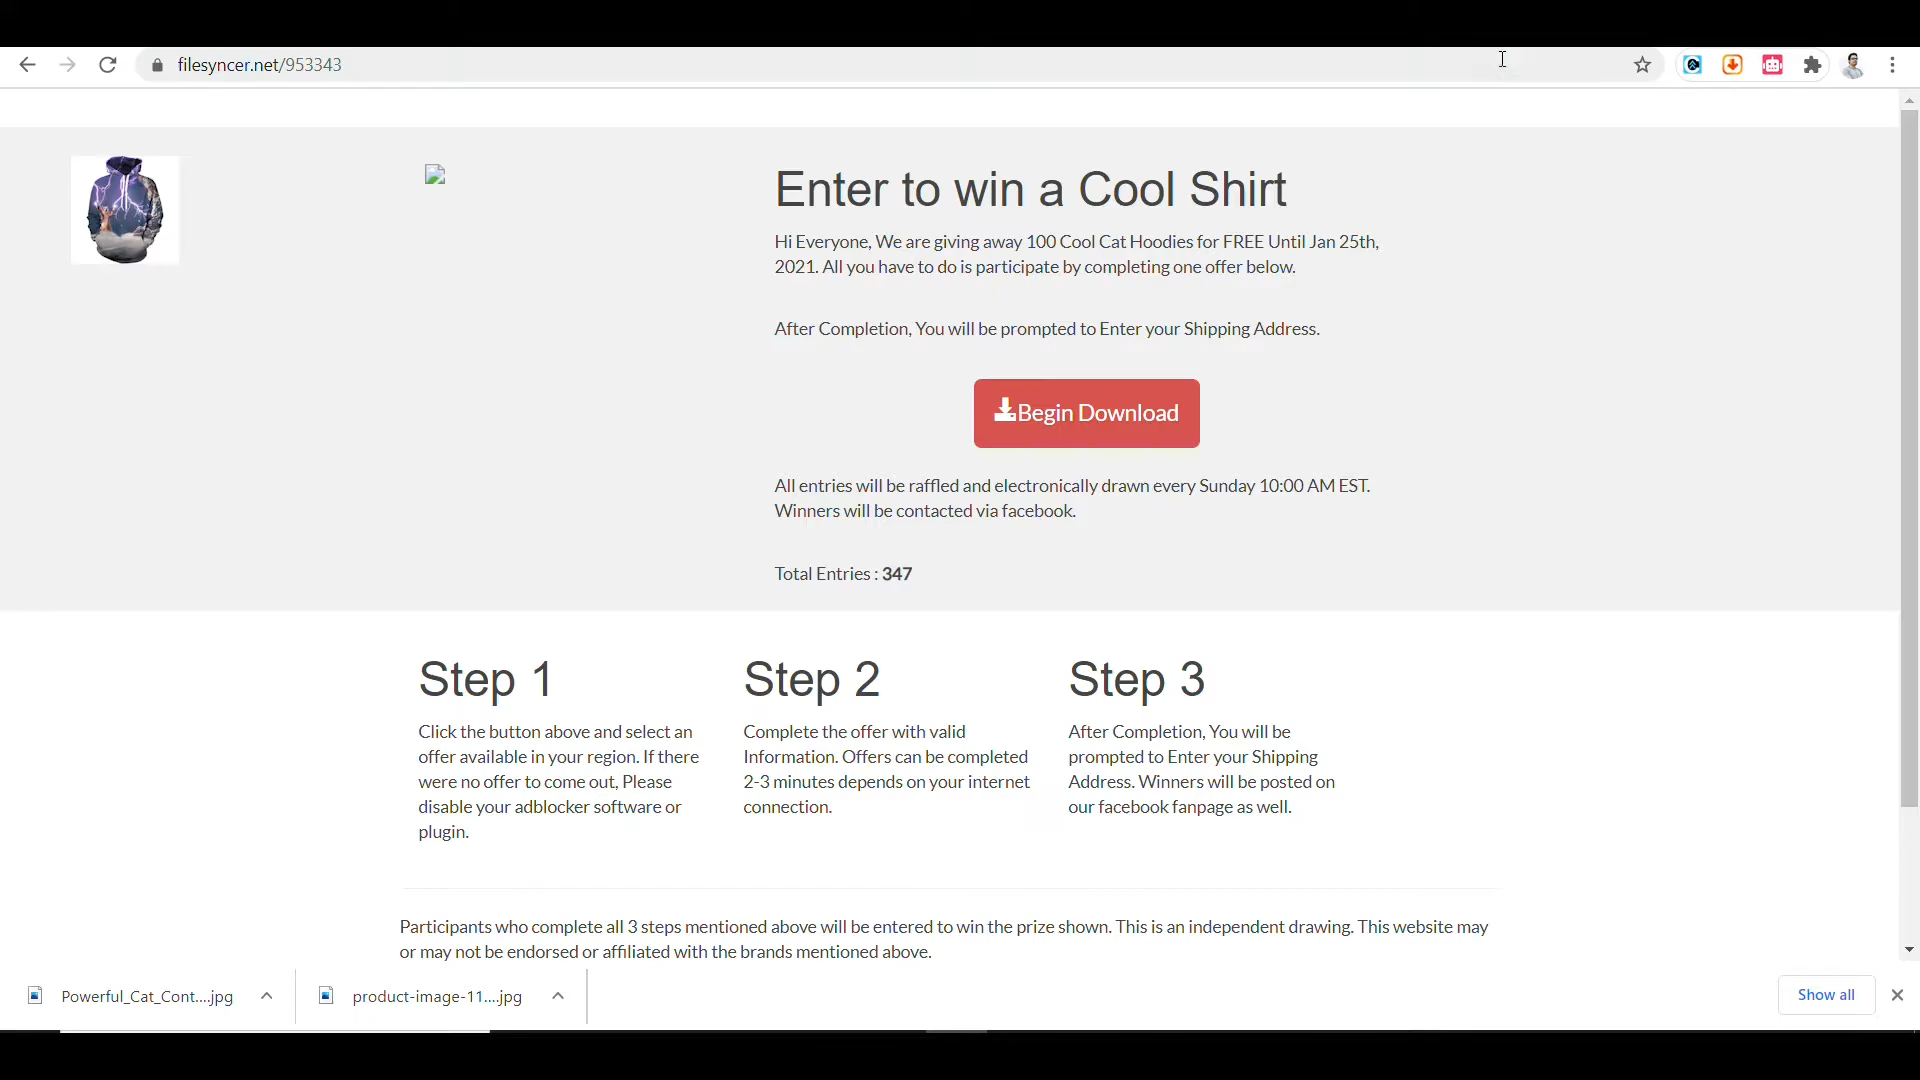 filesyncer.net/953343
Enter to win a Cool Shirt
Hi Everyone, We are giving away 100 Cool Cat Hoodies for FREE Until Jan 25th,
2021. All you have to do is participate by completing one offer below.
After Completion, You will be prompted to Enter your Shipping Address.
Begin Download
All entries will be raffled and electronically drawn every Sunday 10:00 AM EST.
Winners will be contacted via facebook.
Total Entries : 347
Step 1
Click the button above and select an
offer available in your region. If there
were no offer to come out, Please
disable your adblocker software or
plugin.
Step 2
Complete the offer with valid
Information. Offers can be completed
2-3 minutes depends on your internet
connection.
Step 3
After Completion, You will be
prompted to Enter your Shipping
Address. Winners will be posted on
our facebook fanpage as well.
Participants who complete all 3 steps mentioned above will be entered to win the prize shown. This is an independent drawing. This website may
or may not be endorsed or affiliated with the brands mentioned above.
Powerful_Cat_Cont....jpg
product-image-11....jpg
Show all